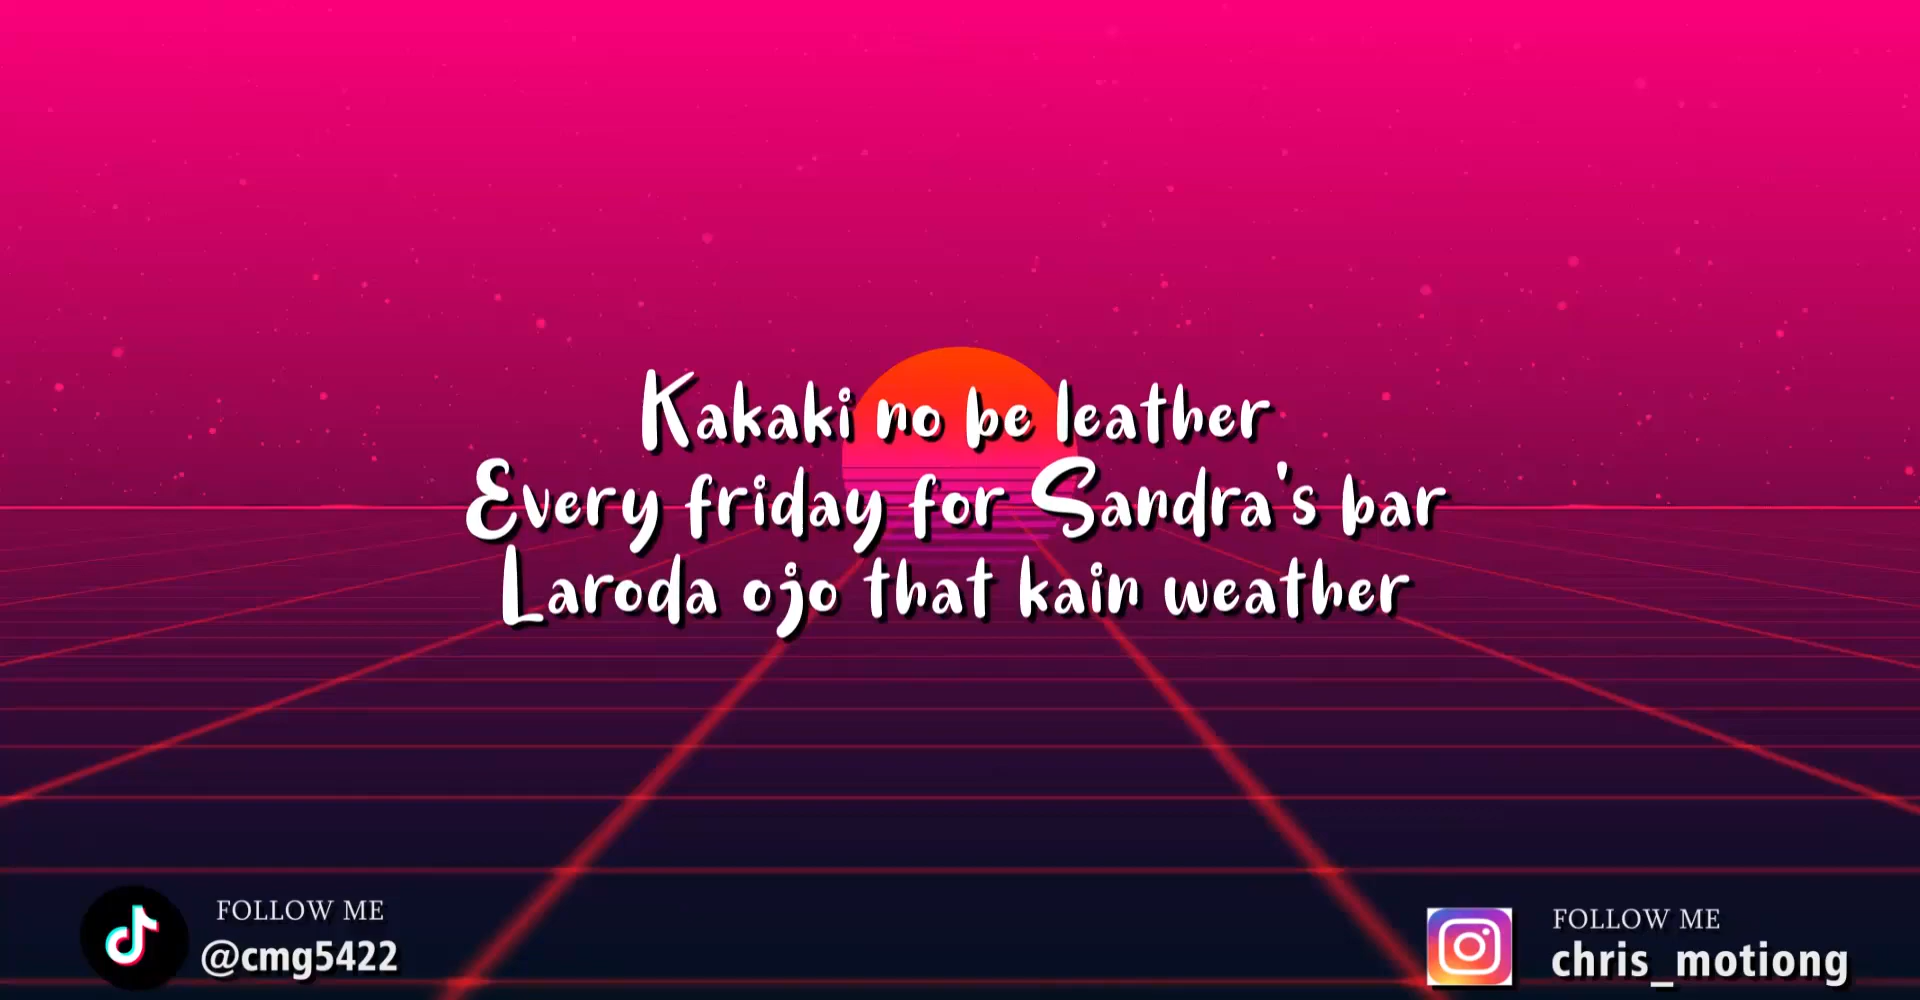 Kakaki no be leather
Every friday for Sandra's bar
Laroda ojo that kain weather
FOLLOW ME
@cmg5422
FOLLOW ME
chris_motiong